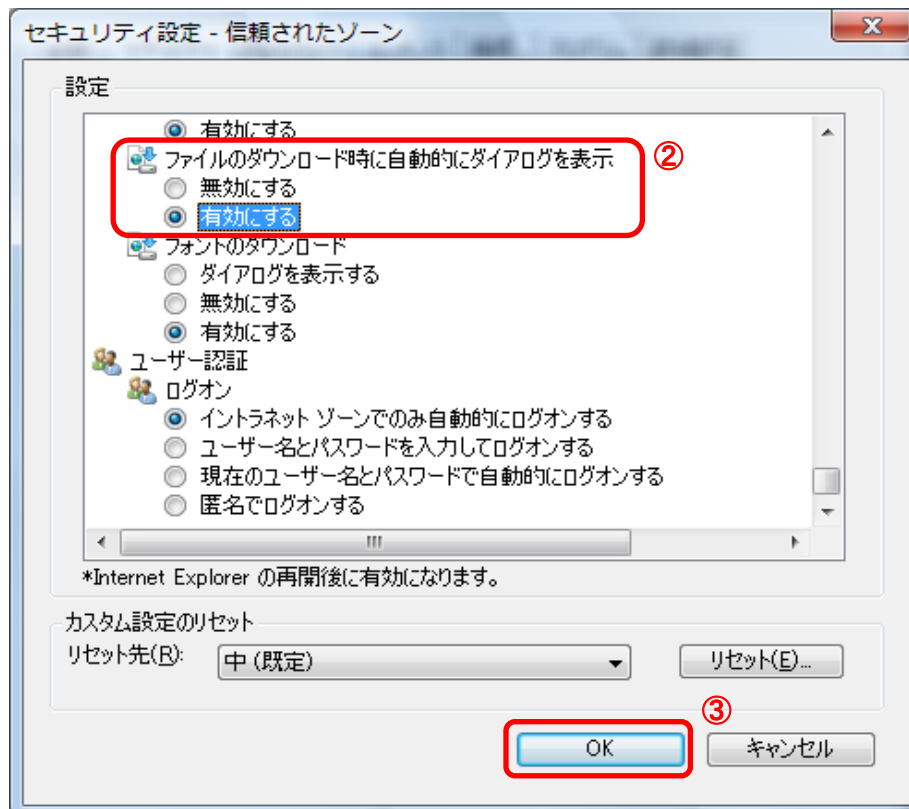 セキュリティ設定 - 信頼されたゾーン
設定
有効にする
ファイルのダウンロード時に自動的にダイアログを表示
②
無効にする
有効にする
フォントのダウンロード
ダイアログを表示する
無効にする
有効にする
ユーザー認証
ログオン
イントラネット ゾーンでのみ自動的にログオンする
ユーザー名とパスワードを入力してログオンする
現在のユーザー名とパスワードで自動的にログオンする
匿名でログオンする
*Internet Explorer の再開後に有効になります。
カスタム設定のリセット
リセット先(R): 中 (既定) リセット(E)...
③
OK キャンセル